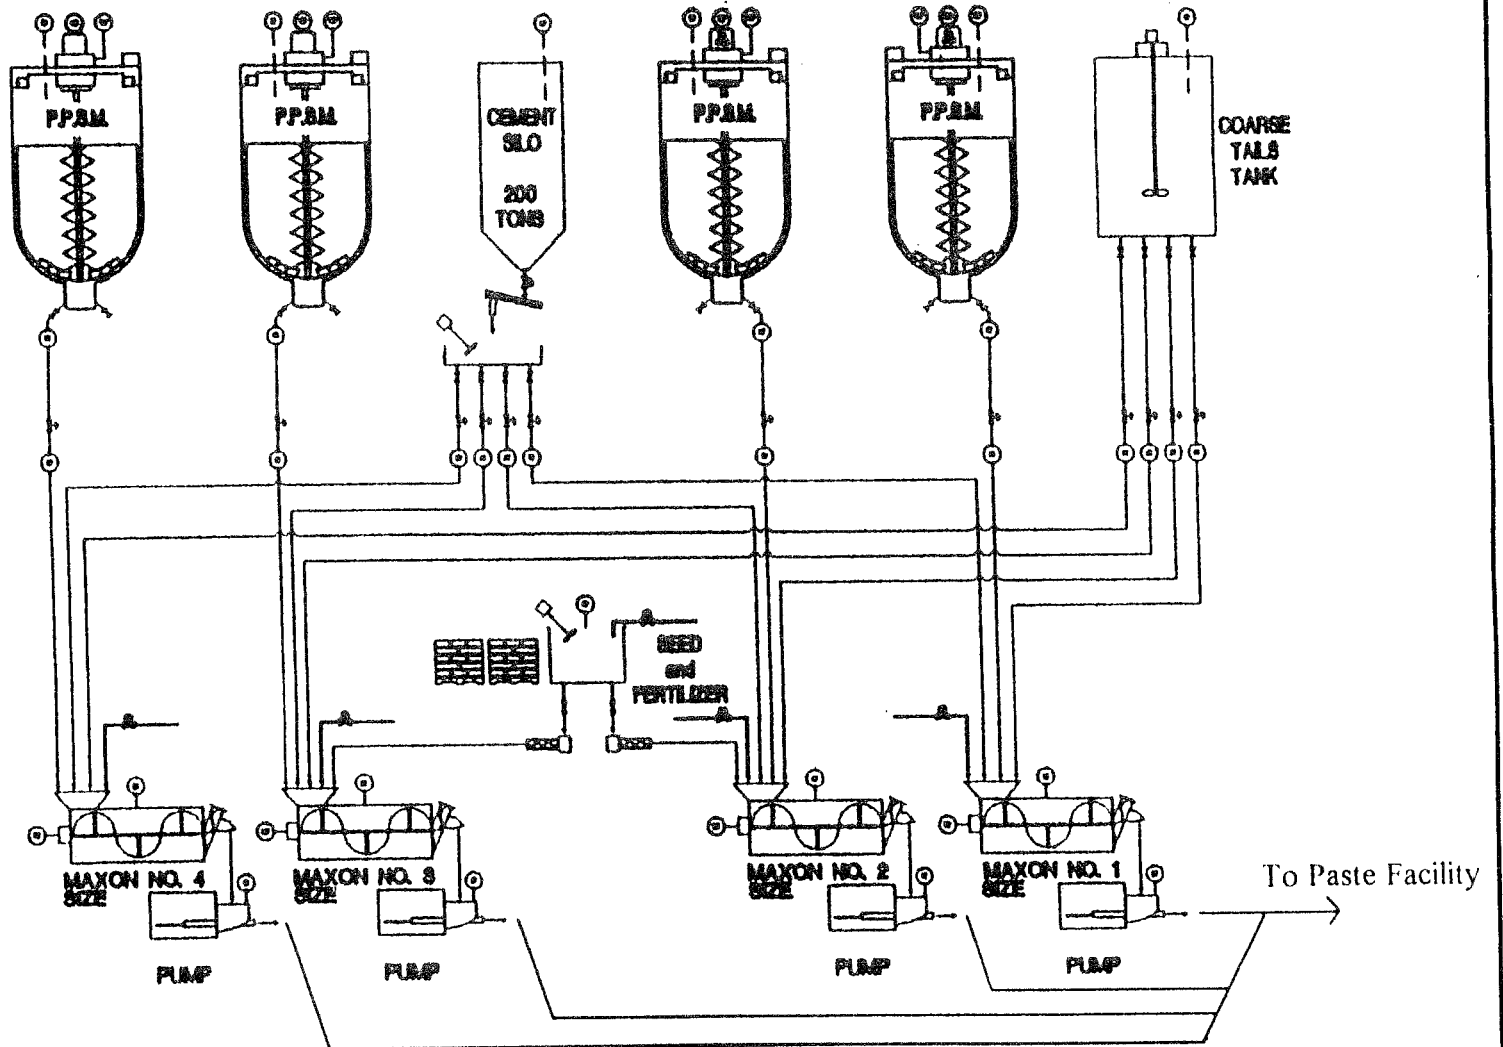 P.P.S.M.
P.P.S.M.
CEMENT
SILO
200
TONS
P.P.S.M.
P.P.S.M.
COARSE
TAILS
TANK
SEED
and
FERTILIZER
MAXON NO. 4
SIZE
MAXON NO. 3
SIZE
MAXON NO. 2
SIZE
MAXON NO. 1
SIZE
To Paste Facility
PUMP
PUMP
PUMP
PUMP